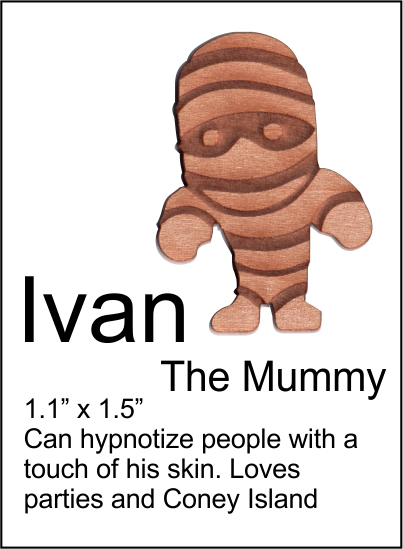 Ivan
The Mummy
1.1” x 1.5”
Can hypnotize people with a
touch of his skin. Loves
parties and Coney Island